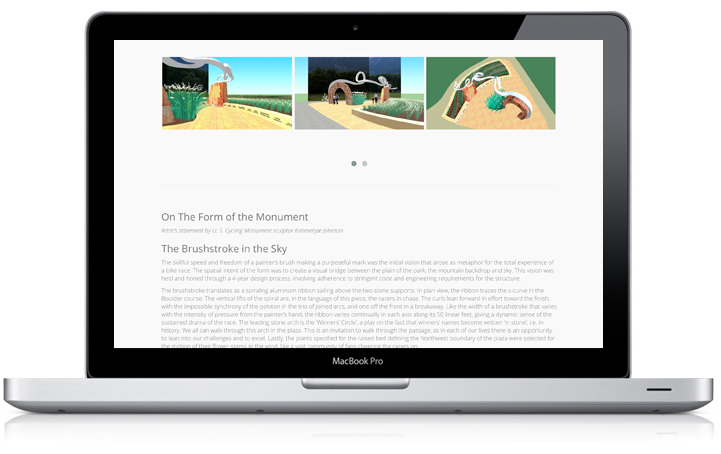 On The Form of the Monument
Artist's statement by U. S. Cycling Monument sculptor Kimmerjae Johnson
The Brushstroke in the Sky
The skillful speed and freedom of a painter's brush making a purposeful mark was the initial vision that arose as metaphor for the total experience of
a bike race. The spatial intent of the form was to create a visual bridge between the plain of the park, the mountain backdrop and sky. This vision was
held and honed through a 4-year design process, involving adherence to stringent code and engineering requirements for the structure.
The brushstroke translates as a spiraling aluminum ribbon sailing above the two stone supports. In plan view, the ribbon traces the s-curve in the
Boulder course. The vertical lifts of the spiral are, in the language of this piece, the racers in chase. The curls lean forward in effort toward the finish,
with the impossible synchrony of the peloton in the trio of joined arcs, and one off the front in a breakaway. Like the width of a brushstroke that varies
with the intensity of pressure from the painter's hand, the ribbon varies continually in each axis along its 50 linear feet, giving a dynamic sense of the
sustained drama of the race. The leading stone arch is the 'Winners' Circle', a play on the fact that winners' names become written 'in stone', i.e. in
history. We all can walk through this arch in the plaza. This is an invitation to walk through the passage, as in each of our lives there is an opportunity
to lean into our challenges and to excel. Lastly, the plants specified for the raised bed defining the Northwest boundary of the plaza were selected for
the motion of their flower stems in the wind, like a vast community of fans cheering the racers on.
MacBook Pro